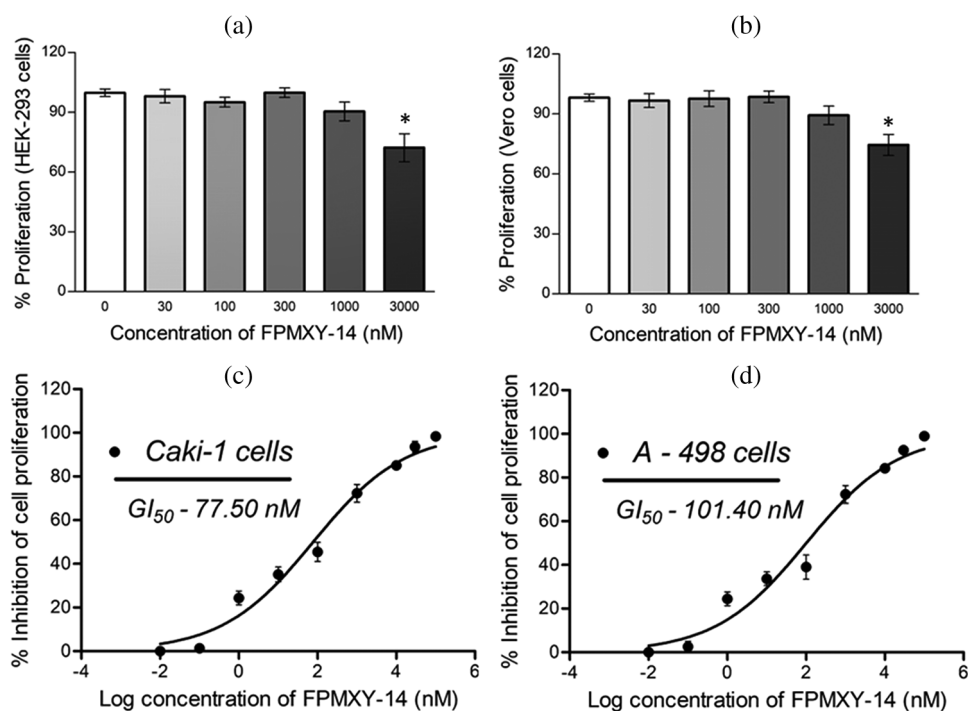 (a)
120
90
60
30
0
% Proliferation (HEK-293 cells)
*
0 30 100 300 1000 3000
Concentration of FPMXY-14 (nM)
(b)
120
90
60
30
0
% Proliferation (Vero cells)
*
0 30 100 300 1000 3000
Concentration of FPMXY-14 (nM)
(c)
120
100
80
60
40
20
0
% Inhibition of cell proliferation
Caki-1 cells
GI50 - 77.50 nM
-4 -2 0 2 4 6
Log concentration of FPMXY-14 (nM)
(d)
120
100
80
60
40
20
0
% Inhibition of cell proliferation
A - 498 cells
GI50 - 101.40 nM
-4 -2 0 2 4 6
Log concentration of FPMXY-14 (nM)